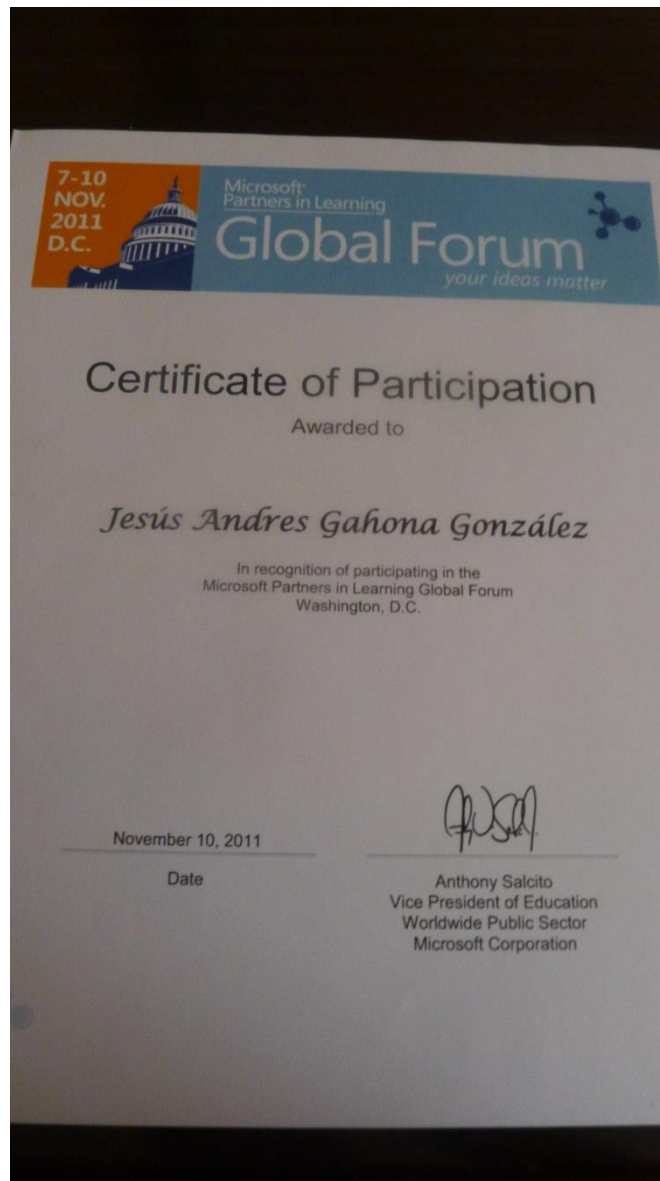 7-10
NOV.
2011
D.C.
Microsoft
Partners in Learning
Global Forum
your ideas matter
Certificate of Participation
Awarded to
Jesús Andres Gahona González
In recognition of participating in the
Microsoft Partners in Learning Global Forum
Washington, D.C.
November 10, 2011
Date
Anthony Salcito
Vice President of Education
Worldwide Public Sector
Microsoft Corporation